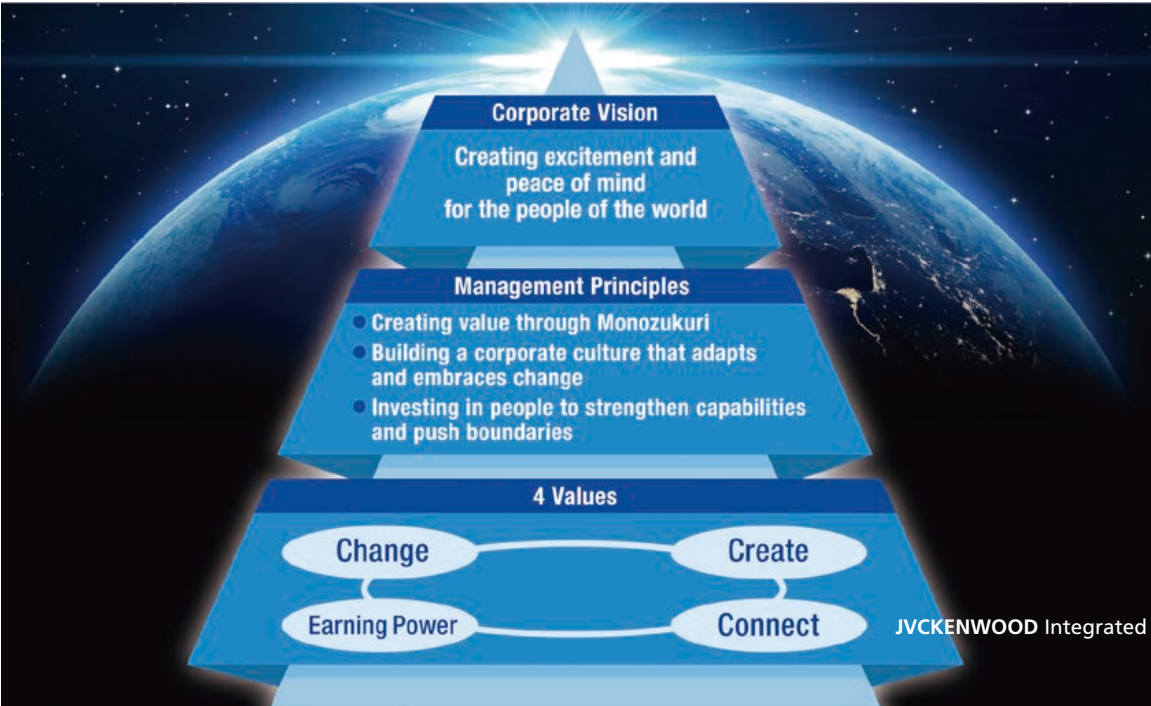 Corporate Vision
Creating excitement and
peace of mind
for the people of the world
Management Principles
● Creating value through Monozukuri
● Building a corporate culture that adapts
and embraces change
● Investing in people to strengthen capabilities
and push boundaries
4 Values
Change
Create
Earning Power
Connect
JVCKENWOOD Integrated